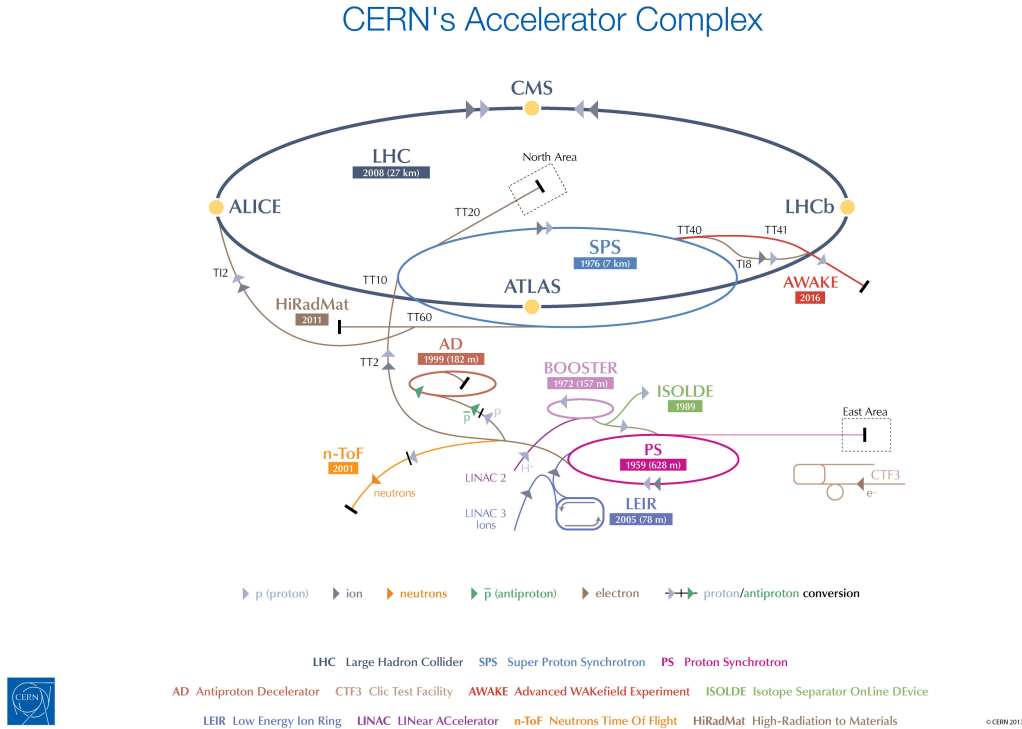 CERN's Accelerator Complex
CMS
North Area
LHC
2008 (27 km)
ALICE
LHCb
TT20
TT40
TT41
SPS
1976 (7 km)
TI8
TI2
TT10
ATLAS
AWAKE
2016
HiRadMat
2011
TT60
TT2
AD
1999 (182 m)
BOOSTER
1972 (157 m)
ISOLDE
1989
p̅
p
East Area
n-ToF
2001
neutrons
LINAC 2
H+
PS
1959 (628 m)
CTF3
e–
LINAC 3
Ions
LEIR
2005 (78 m)
p (proton) ion neutrons p̅ (antiproton) electron proton/antiproton conversion
LHC Large Hadron Collider SPS Super Proton Synchrotron PS Proton Synchrotron
AD Antiproton Decelerator CTF3 Clic Test Facility AWAKE Advanced WAKefield Experiment ISOLDE Isotope Separator OnLine DEvice
LEIR Low Energy Ion Ring LINAC LINear ACcelerator n-ToF Neutrons Time Of Flight HiRadMat High-Radiation to Materials
CERN
© CERN 2013